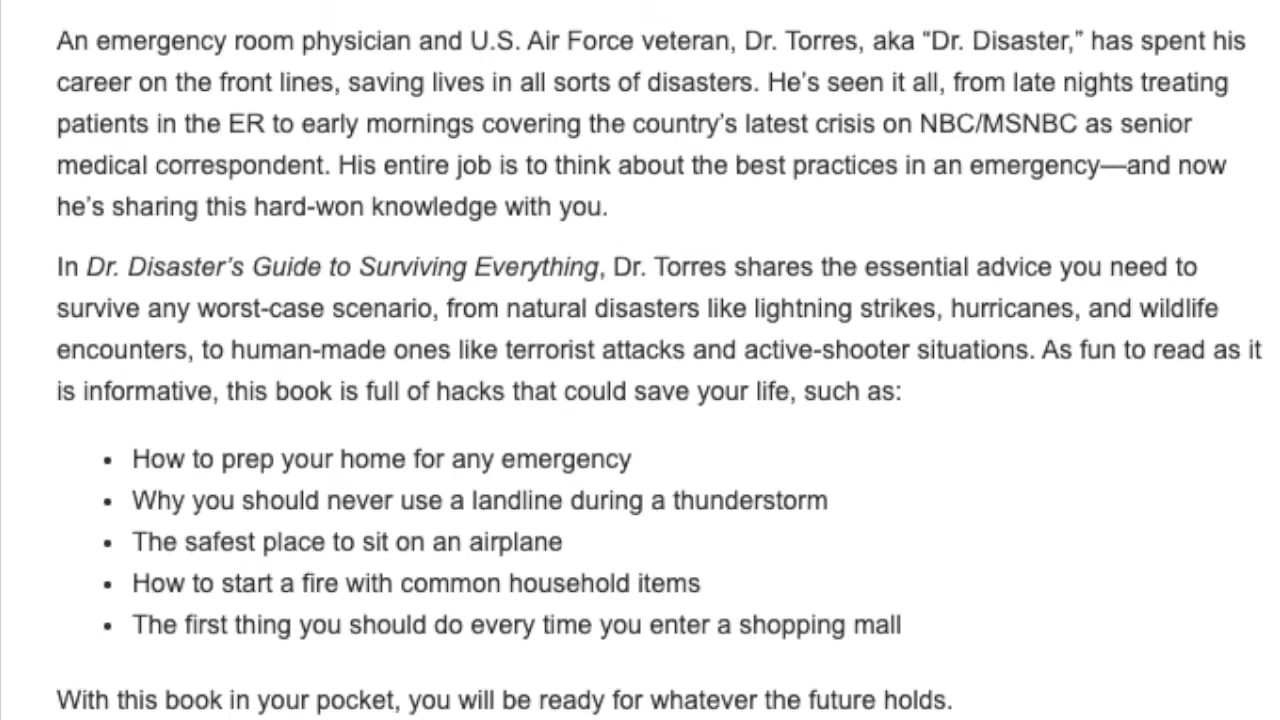 An emergency room physician and U.S. Air Force veteran, Dr. Torres, aka “Dr. Disaster,” has spent his
career on the front lines, saving lives in all sorts of disasters. He’s seen it all, from late nights treating
patients in the ER to early mornings covering the country’s latest crisis on NBC/MSNBC as senior
medical correspondent. His entire job is to think about the best practices in an emergency—and now
he’s sharing this hard-won knowledge with you.
In Dr. Disaster’s Guide to Surviving Everything, Dr. Torres shares the essential advice you need to
survive any worst-case scenario, from natural disasters like lightning strikes, hurricanes, and wildlife
encounters, to human-made ones like terrorist attacks and active-shooter situations. As fun to read as it
is informative, this book is full of hacks that could save your life, such as:
• How to prep your home for any emergency
• Why you should never use a landline during a thunderstorm
• The safest place to sit on an airplane
• How to start a fire with common household items
• The first thing you should do every time you enter a shopping mall
With this book in your pocket, you will be ready for whatever the future holds.